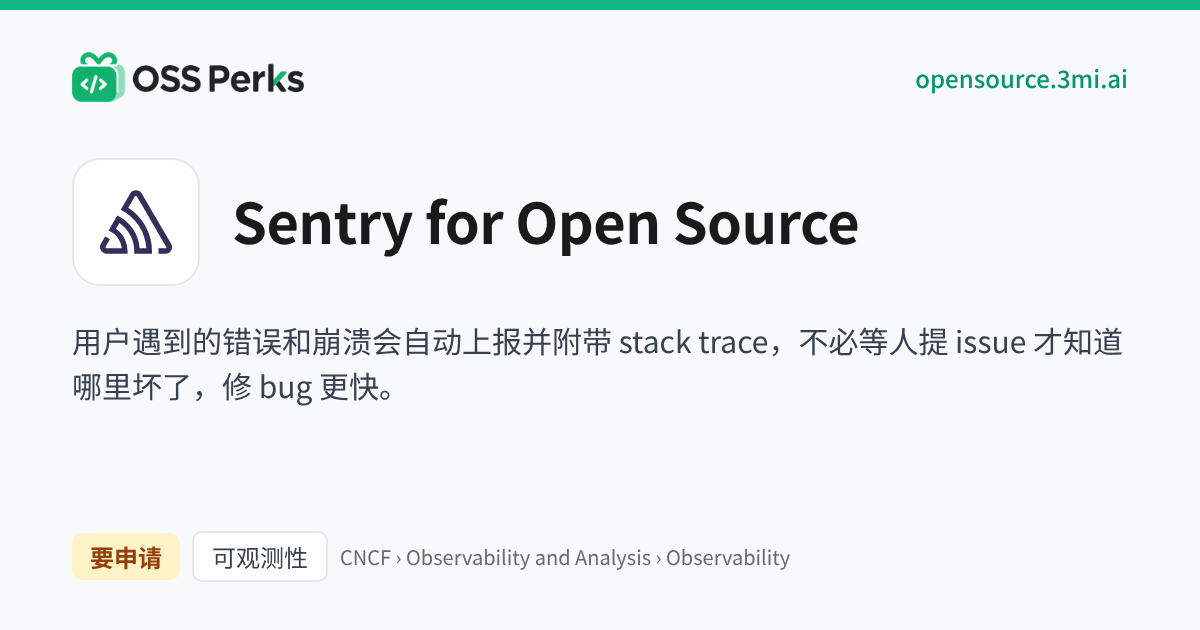 OSS Perks
opensource.3mi.ai
Sentry for Open Source
用户遇到的错误和崩溃会自动上报并附带 stack trace，不必等人提 issue 才知道
哪里坏了，修 bug 更快。
要申请
可观测性
CNCF › Observability and Analysis › Observability